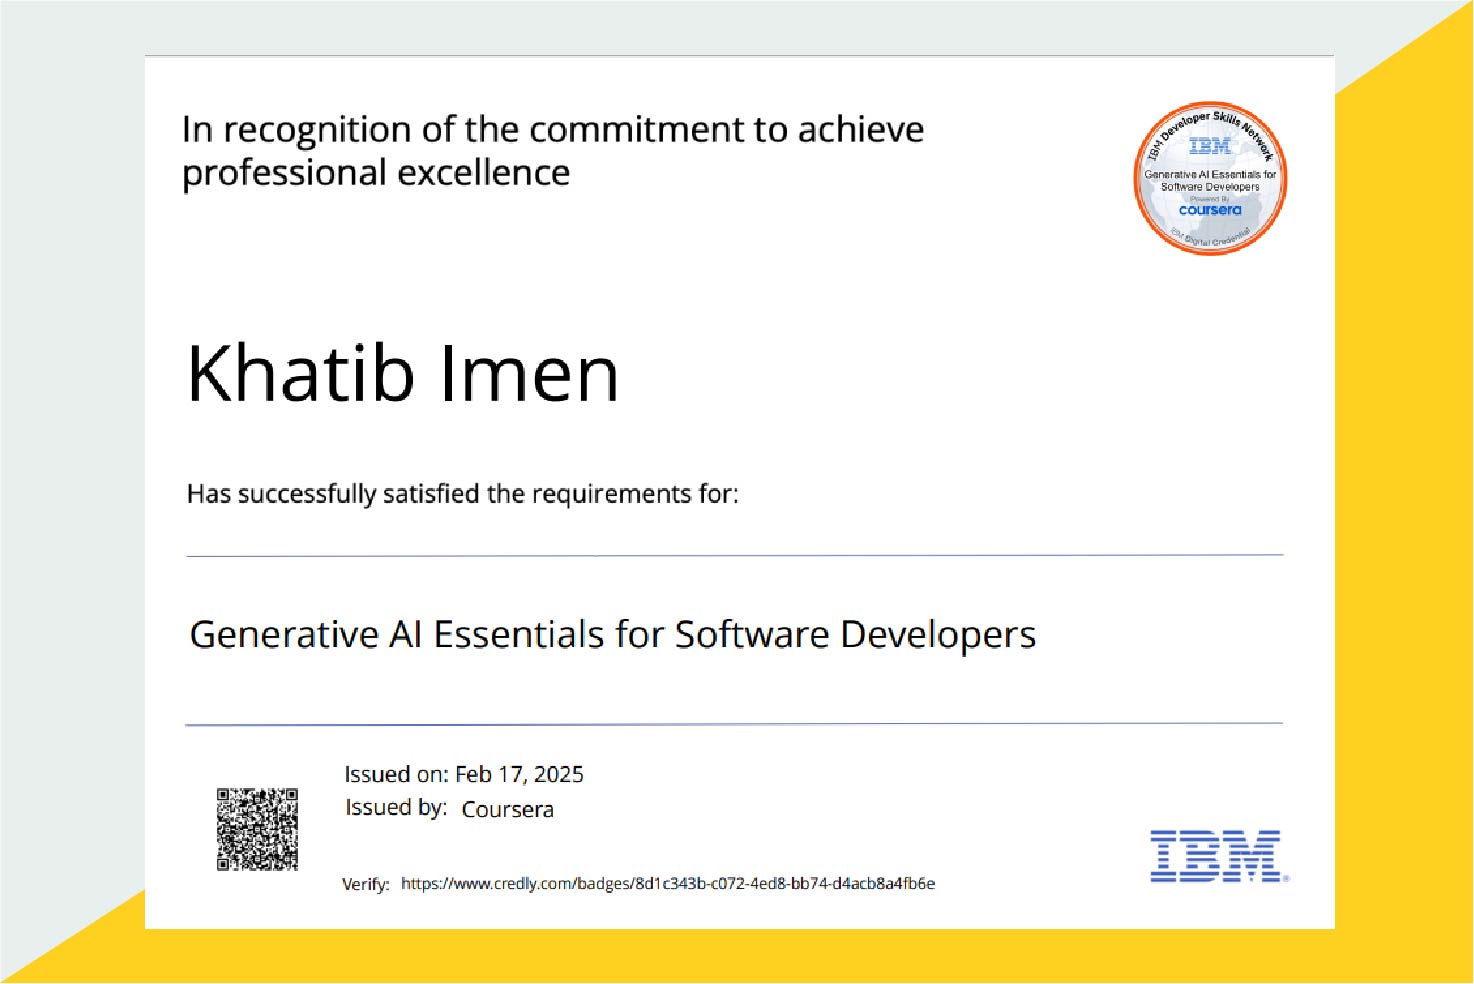 In recognition of the commitment to achieve
professional excellence
IBM Developer Skills Network
IBM
Generative AI Essentials for
Software Developers
Powered By
coursera
IBM Digital Credential
Khatib Imen
Has successfully satisfied the requirements for:
Generative AI Essentials for Software Developers
Issued on: Feb 17, 2025
Issued by: Coursera
Verify: https://www.credly.com/badges/8d1c343b-c072-4ed8-bb74-d4acb8a4fb6e
IBM®